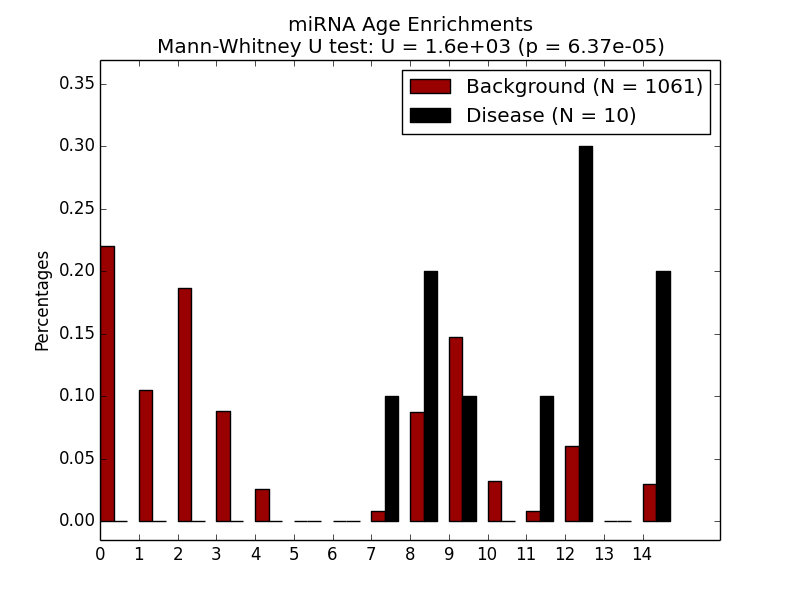 miRNA Age Enrichments
Mann-Whitney U test: U = 1.6e+03 (p = 6.37e-05)
Background (N = 1061)
Disease (N = 10)
Percentages
0.35
0.30
0.25
0.20
0.15
0.10
0.05
0.00
0 1 2 3 4 5 6 7 8 9 10 11 12 13 14